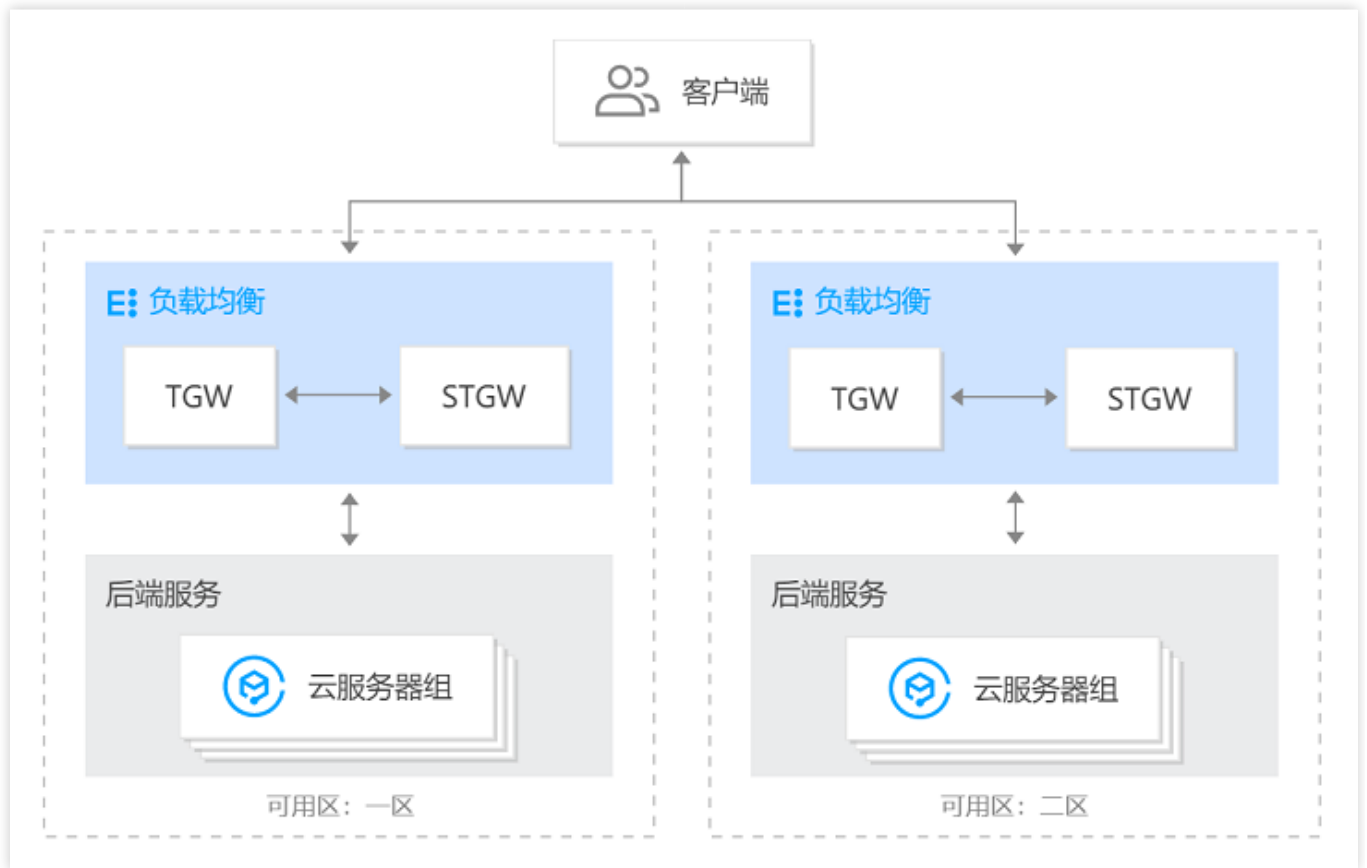 客户端
负载均衡
TGW
STGW
后端服务
云服务器组
可用区：一区
负载均衡
TGW
STGW
后端服务
云服务器组
可用区：二区